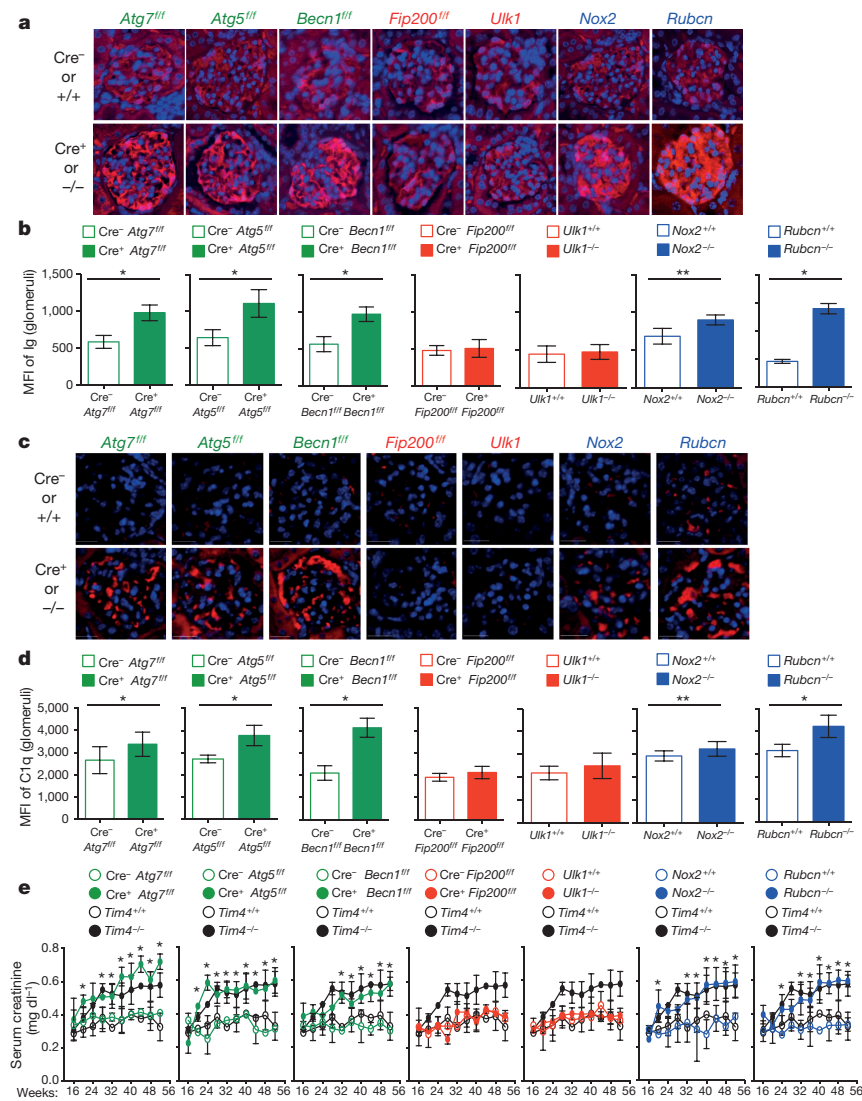 a
Atg7f/f Atg5f/f Becn1f/f Fip200f/f Ulk1 Nox2 Rubcn
Cre−
or
+/+
Cre+
or
−/−
b
Cre− Atg7f/f Cre− Atg5f/f Cre− Becn1f/f Cre− Fip200f/f Ulk1+/+ Nox2+/+ Rubcn+/+
Cre+ Atg7f/f Cre+ Atg5f/f Cre+ Becn1f/f Cre+ Fip200f/f Ulk1−/− Nox2−/− Rubcn−/−
MFI of Ig (glomeruli)
1,500
1,000
500
0
* * * ** *
Cre− Cre+ Cre− Cre+ Cre− Cre+ Cre− Cre+ Ulk1+/+ Ulk1−/− Nox2+/+ Nox2−/− Rubcn+/+ Rubcn−/−
Atg7f/f Atg7f/f Atg5f/f Atg5f/f Becn1f/f Becn1f/f Fip200f/f Fip200f/f
c
Atg7f/f Atg5f/f Becn1f/f Fip200f/f Ulk1 Nox2 Rubcn
Cre−
or
+/+
Cre+
or
−/−
d
Cre− Atg7f/f Cre− Atg5f/f Cre− Becn1f/f Cre− Fip200f/f Ulk1+/+ Nox2+/+ Rubcn+/+
Cre+ Atg7f/f Cre+ Atg5f/f Cre+ Becn1f/f Cre+ Fip200f/f Ulk1−/− Nox2−/− Rubcn−/−
MFI of C1q (glomeruli)
5,000
4,000
3,000
2,000
1,000
0
* * * ** *
Cre− Cre+ Cre− Cre+ Cre− Cre+ Cre− Cre+ Ulk1+/+ Ulk1−/− Nox2+/+ Nox2−/− Rubcn+/+ Rubcn−/−
Atg7f/f Atg7f/f Atg5f/f Atg5f/f Becn1f/f Becn1f/f Fip200f/f Fip200f/f
e
Cre− Atg7f/f Cre− Atg5f/f Cre− Becn1f/f Cre− Fip200f/f Ulk1+/+ Nox2+/+ Rubcn+/+
Cre+ Atg7f/f Cre+ Atg5f/f Cre+ Becn1f/f Cre+ Fip200f/f Ulk1−/− Nox2−/− Rubcn−/−
Tim4+/+ Tim4+/+ Tim4+/+ Tim4+/+ Tim4+/+ Tim4+/+ Tim4+/+
Tim4−/− Tim4−/− Tim4−/− Tim4−/− Tim4−/− Tim4−/− Tim4−/−
Serum creatinine
(mg dl−1)
0.8
0.6
0.4
0.2
0.0
Weeks: 16 24 32 40 48 56 16 24 32 40 48 56 16 24 32 40 48 56 16 24 32 40 48 56 16 24 32 40 48 56 16 24 32 40 48 56 16 24 32 40 48 56